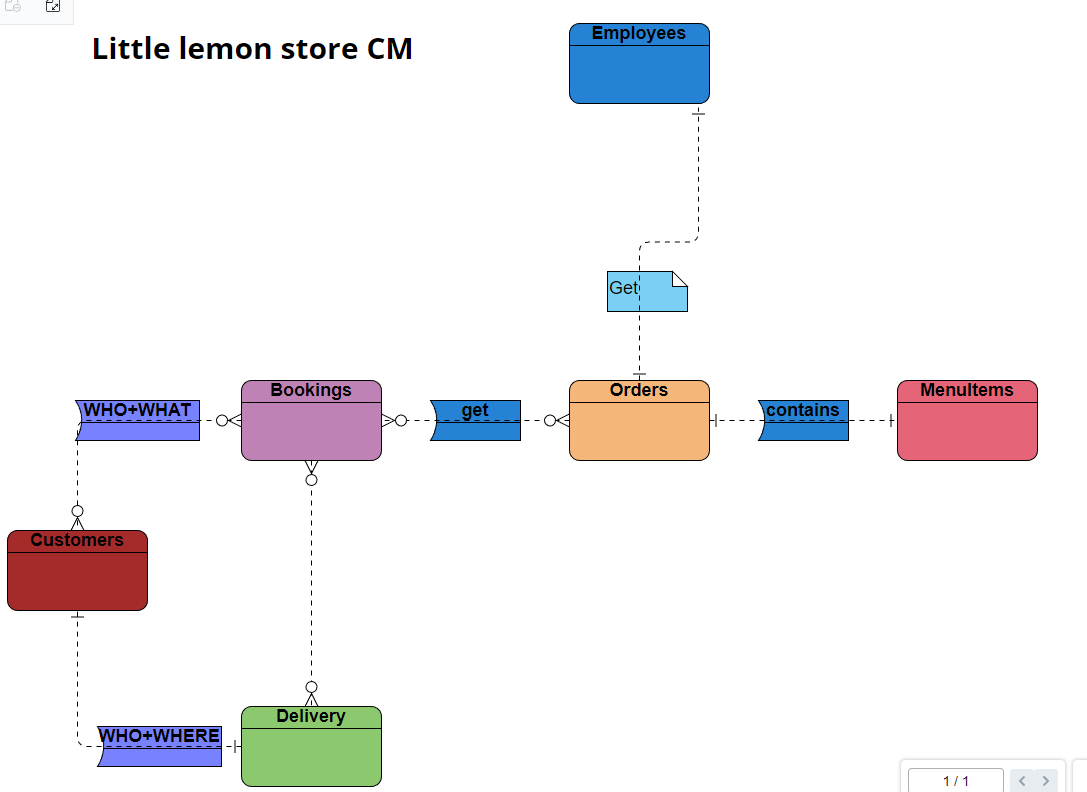 Little lemon store CM
Employees
Get
Bookings
Orders
MenuItems
WHO+WHAT
get
contains
Customers
Delivery
WHO+WHERE
1 / 1